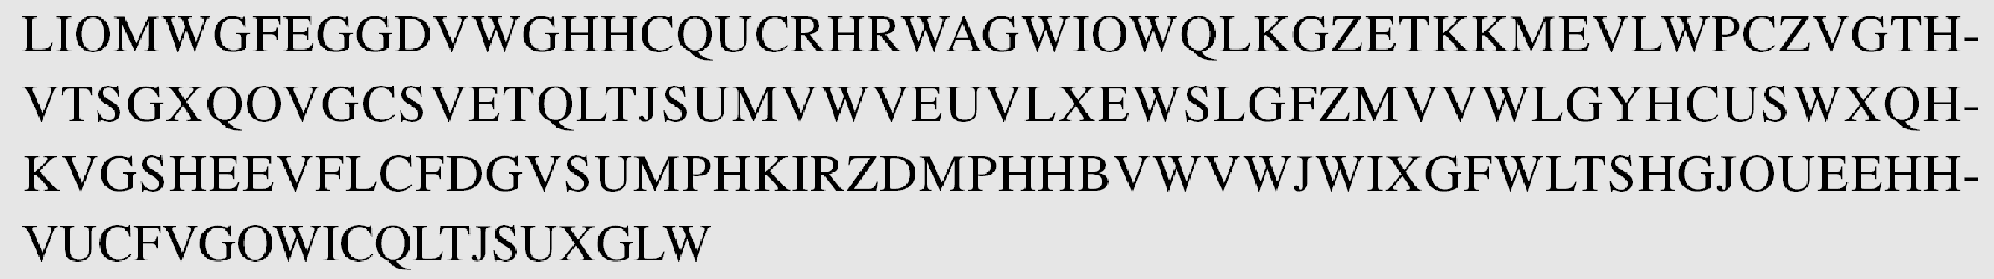 LIOMWGFEGGDVWGHHCQUCRHRWAGWIOWQLKGZETKKMEVLWPCZVGTH-
VTSGXQOVGCSVETQLTJSUMVWVEUVLXEWSLGFZMVVWLGYHCUSWXQH-
KVGSHEEVFLCFDGVSUMPHKIRZDMPHHBVWVWJWIXGFWLTSHGJOUEEHH-
VUCFVGOWICQLTJSUXGLW